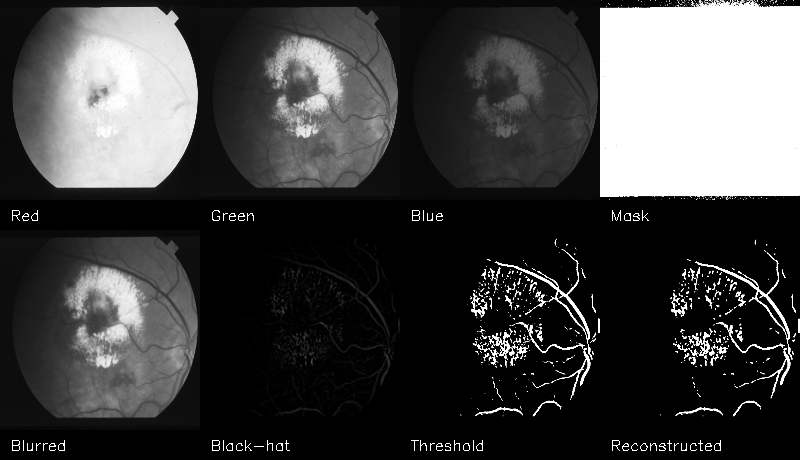 Red
Green
Blue
Mask
Blurred
Black-hat
Threshold
Reconstructed